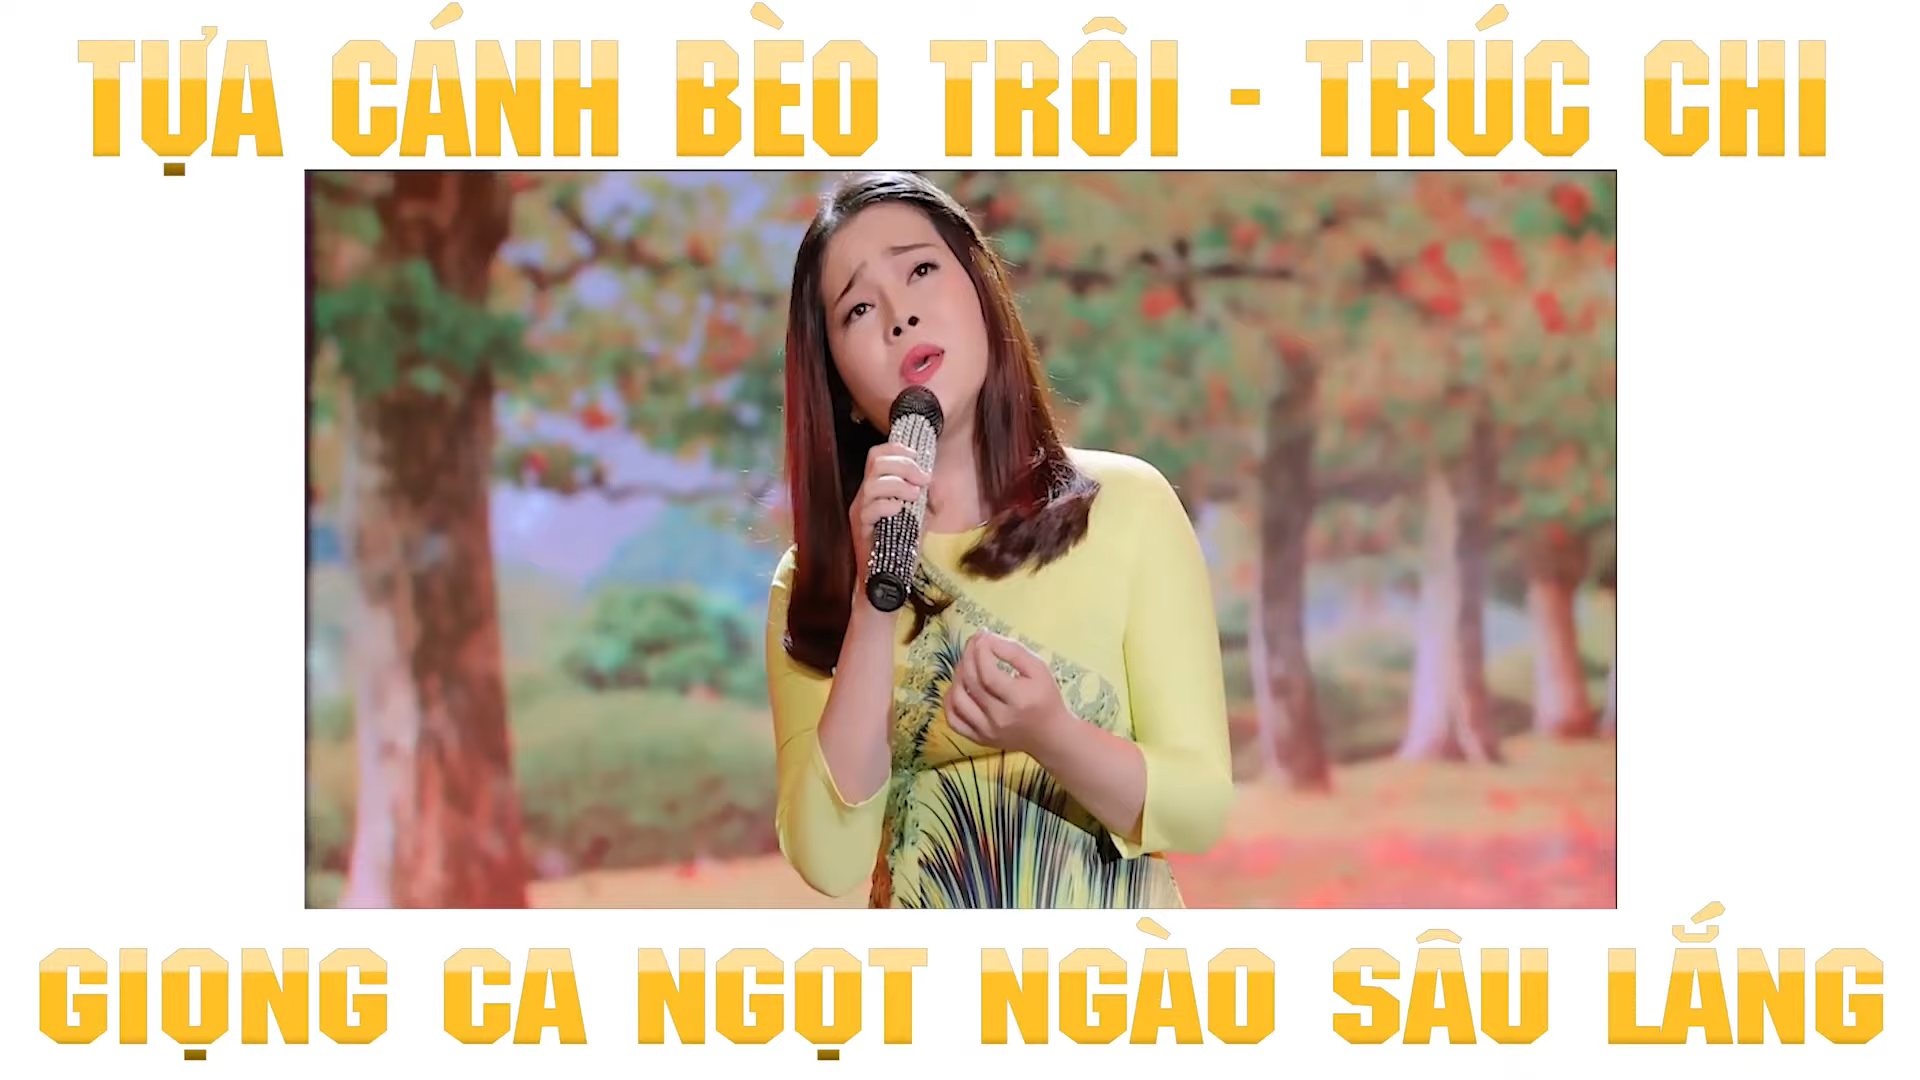 TỰA CÁNH BÈO TRÔI - TRÚC CHI
GIỌNG CA NGỌT NGÀO SÂU LẮNG